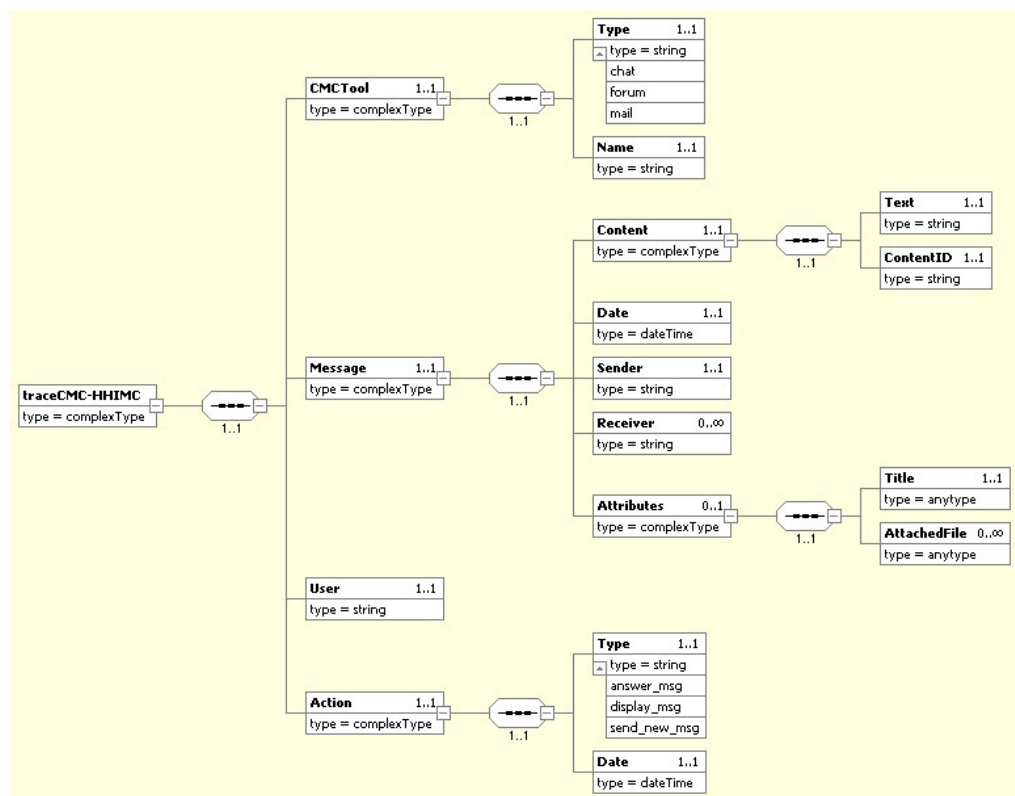 Type 1..1
type = string
chat
forum
mail
CMCTool 1..1
type = complexType
1..1
Name 1..1
type = string
Text 1..1
type = string
Content 1..1
type = complexType
1..1
ContentID 1..1
type = string
Date 1..1
type = dateTime
Message 1..1
type = complexType
1..1
Sender 1..1
type = string
traceCMC-HHIMC
type = complexType
1..1
Receiver 0..∞
type = string
Title 1..1
type = anytype
Attributes 0..1
type = complexType
1..1
AttachedFile 0..∞
type = anytype
User 1..1
type = string
Type 1..1
type = string
answer_msg
display_msg
send_new_msg
Action 1..1
type = complexType
1..1
Date 1..1
type = dateTime